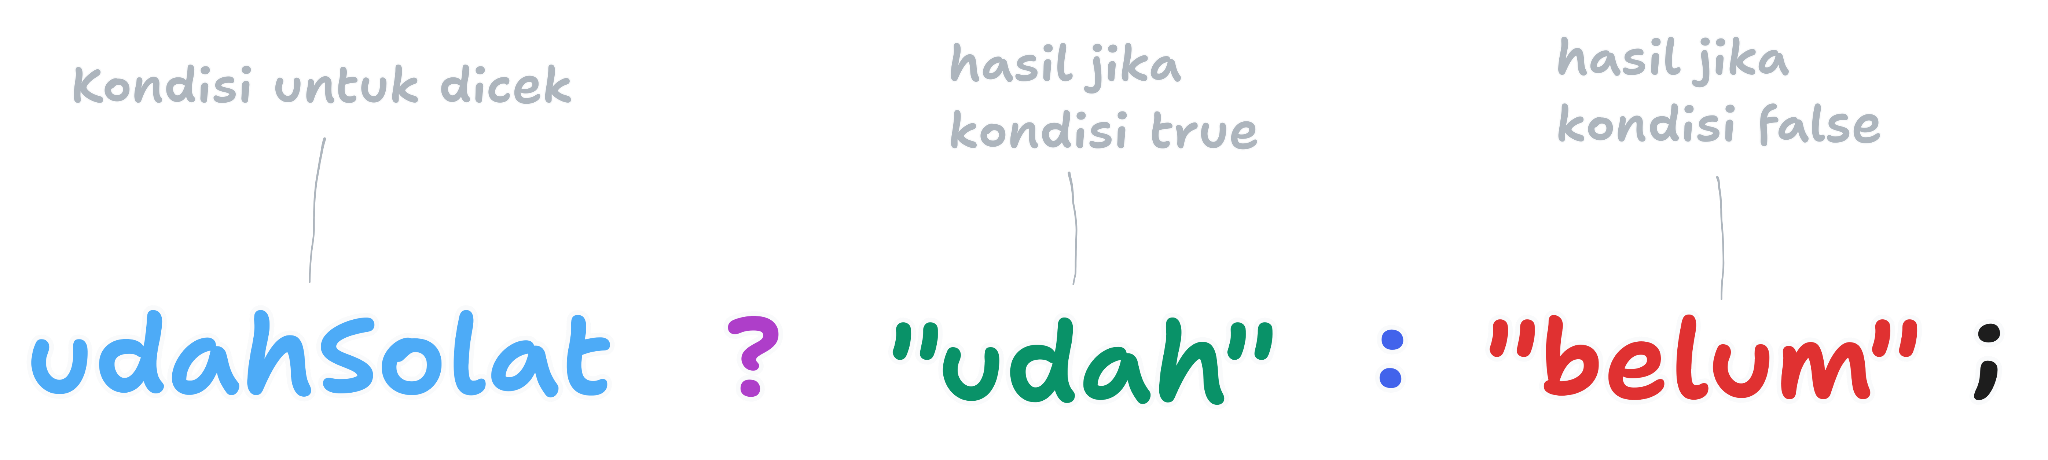 Kondisi untuk dicek
hasil jika
kondisi true
hasil jika
kondisi false
udahSolat ? "udah" : "belum" ;